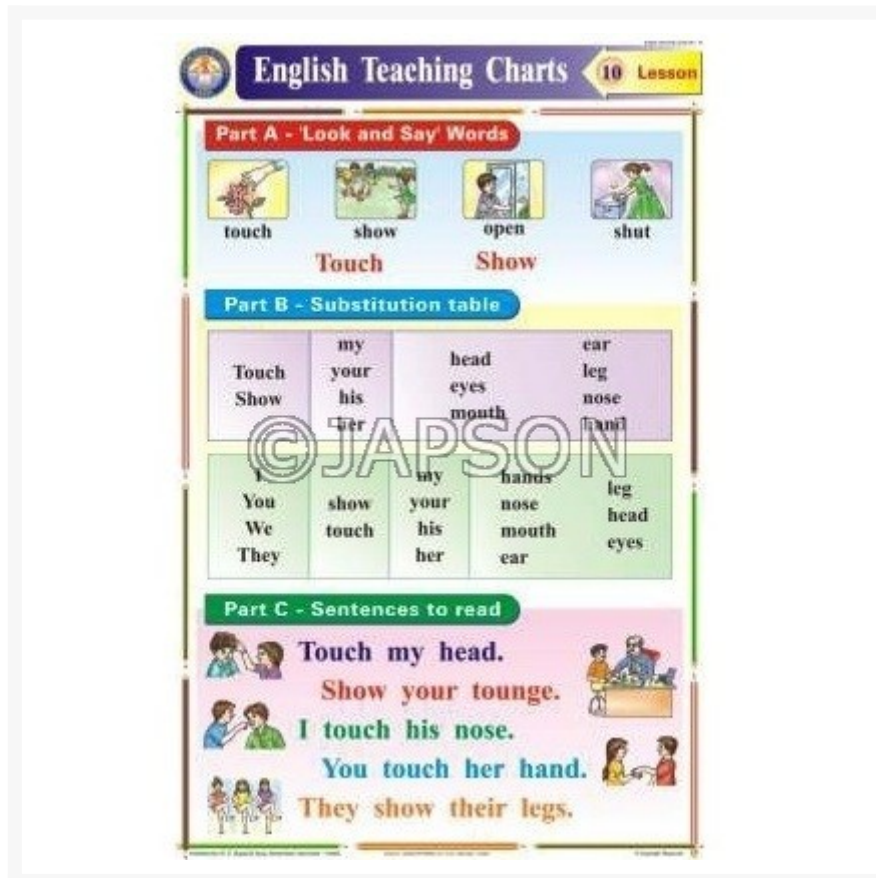 English Teaching Charts
10 Lesson
Part A - 'Look and Say' Words
touch show open shut
Touch Show
Part B - Substitution table
Touch
Show
my
your
his
her
head
eyes
mouth
ear
leg
nose
hand
©JAPSON
I
You
We
They
show
touch
my
your
his
her
hands
nose
mouth
ear
leg
head
eyes
Part C - Sentences to read
Touch my head.
Show your tounge.
I touch his nose.
You touch her hand.
They show their legs.